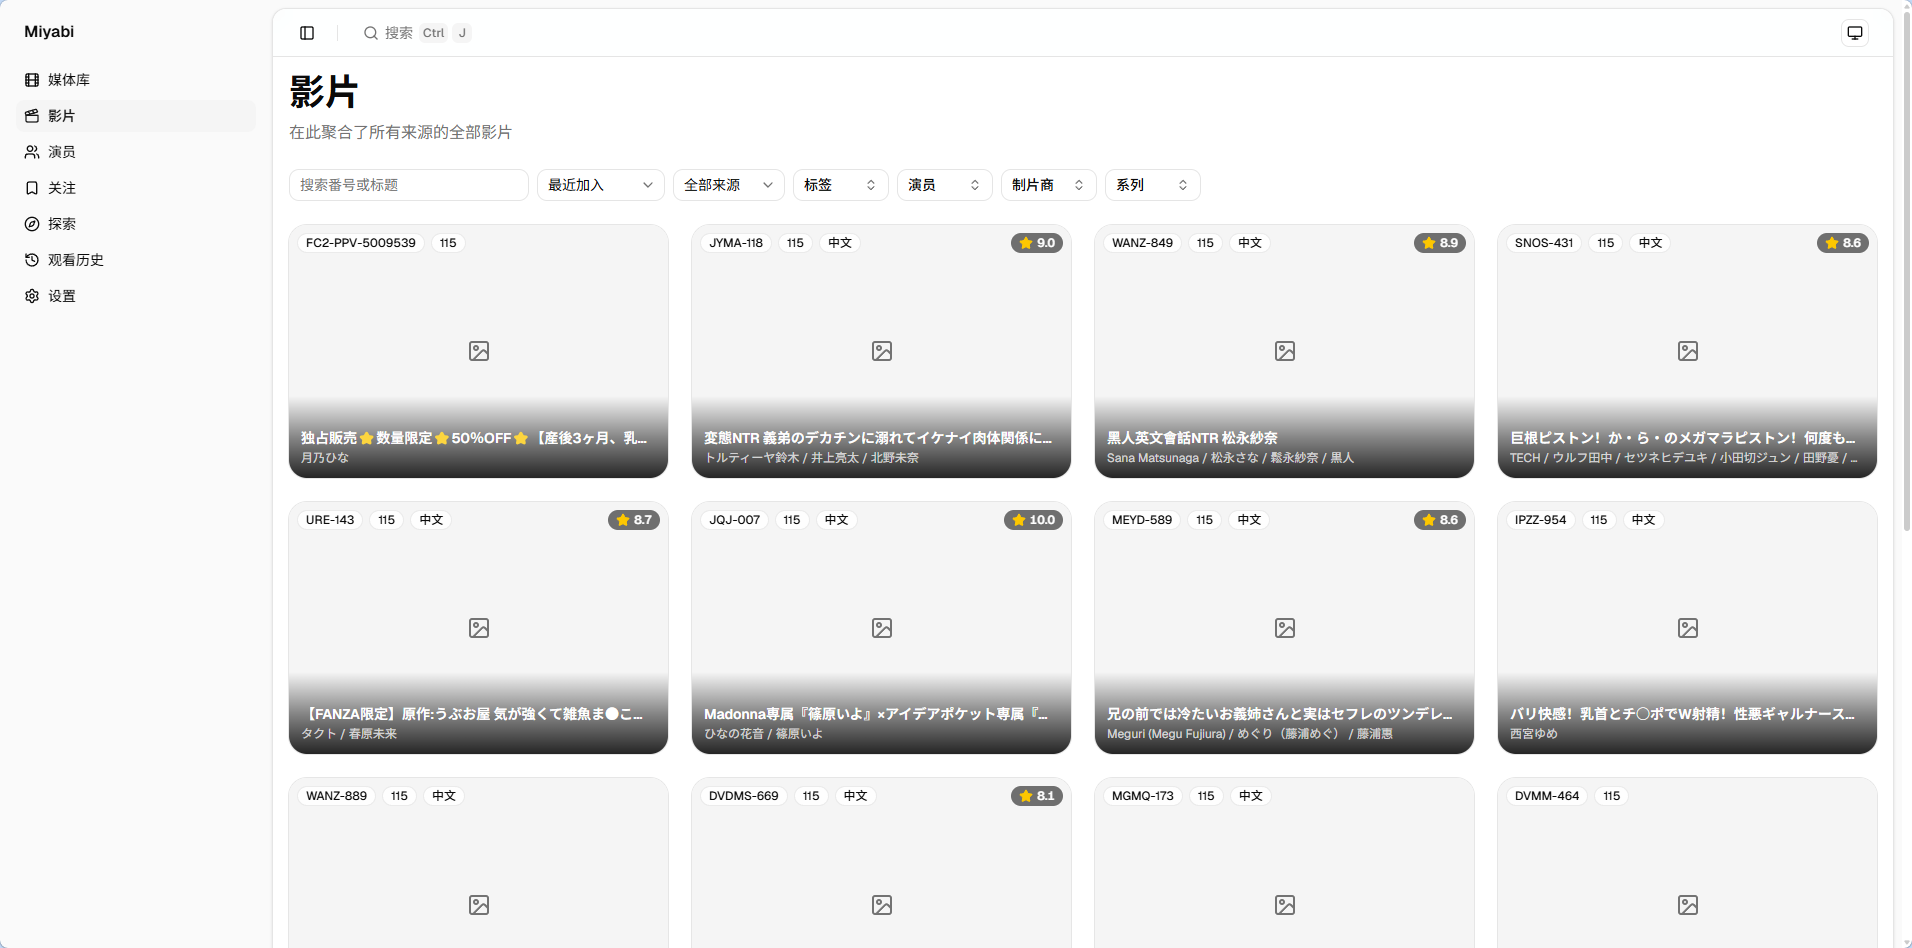 Miyabi
媒体库
影片
演员
关注
探索
观看历史
设置
搜索 Ctrl J
影片
在此聚合了所有来源的全部影片
搜索番号或标题 最近加入 全部来源 标签 演员 制片商 系列
FC2-PPV-5009539 115
独占販売⭐数量限定⭐50%OFF⭐【産後3ヶ月、乳...
月乃ひな
JYMA-118 115 中文 ⭐ 9.0
変態NTR 義弟のデカチンに溺れてイケナイ肉体関係に...
トルティーヤ鈴木 / 井上亮太 / 北野未奈
WANZ-849 115 中文 ⭐ 8.9
黒人英文會話NTR 松永紗奈
Sana Matsunaga / 松永さな / 鬆永紗奈 / 黒人
SNOS-431 115 中文 ⭐ 8.6
巨根ピストン！か・ら・のメガマラピストン！何度も...
TECH / ウルフ田中 / セツネヒデユキ / 小田切ジュン / 田野憂 / ...
URE-143 115 中文 ⭐ 8.7
【FANZA限定】原作:うぶお屋 気が強くて雑魚ま●こ...
タクト / 春原未来
JQJ-007 115 中文 ⭐ 10.0
Madonna専属『篠原いよ』×アイデアポケット専属『...
ひなの花音 / 篠原いよ
MEYD-589 115 中文 ⭐ 8.6
兄の前では冷たいお義姉さんと実はセフレのツンデレ...
Meguri (Megu Fujiura) / めぐり（藤浦めぐ） / 藤浦惠
IPZZ-954 115 中文
バリ快感！乳首とチ〇ポでW射精！性悪ギャルナース...
西宮ゆめ
WANZ-889 115 中文
DVDMS-669 115 中文 ⭐ 8.1
MGMQ-173 115 中文
DVMM-464 115